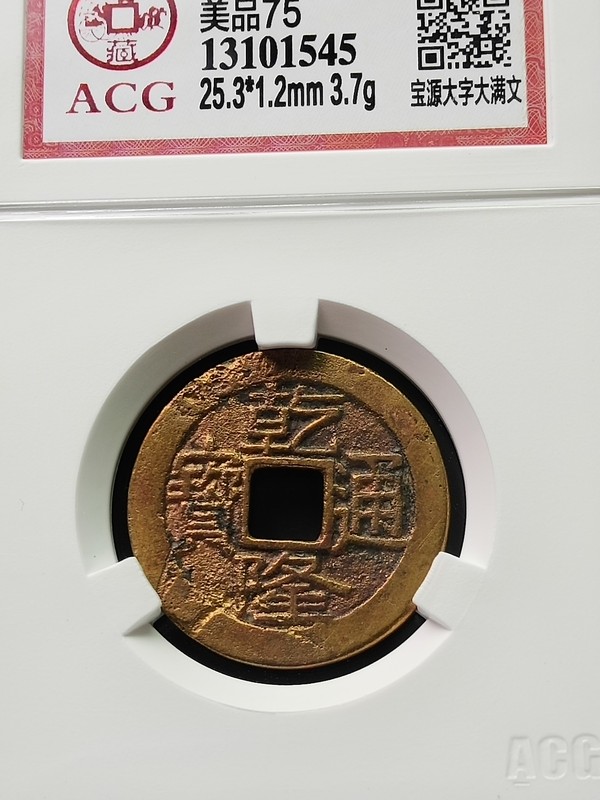 藏
美品75
13101545
ACG
25.3*1.2mm 3.7g
宝源大字大满文
乾
寶 通
隆
ACG